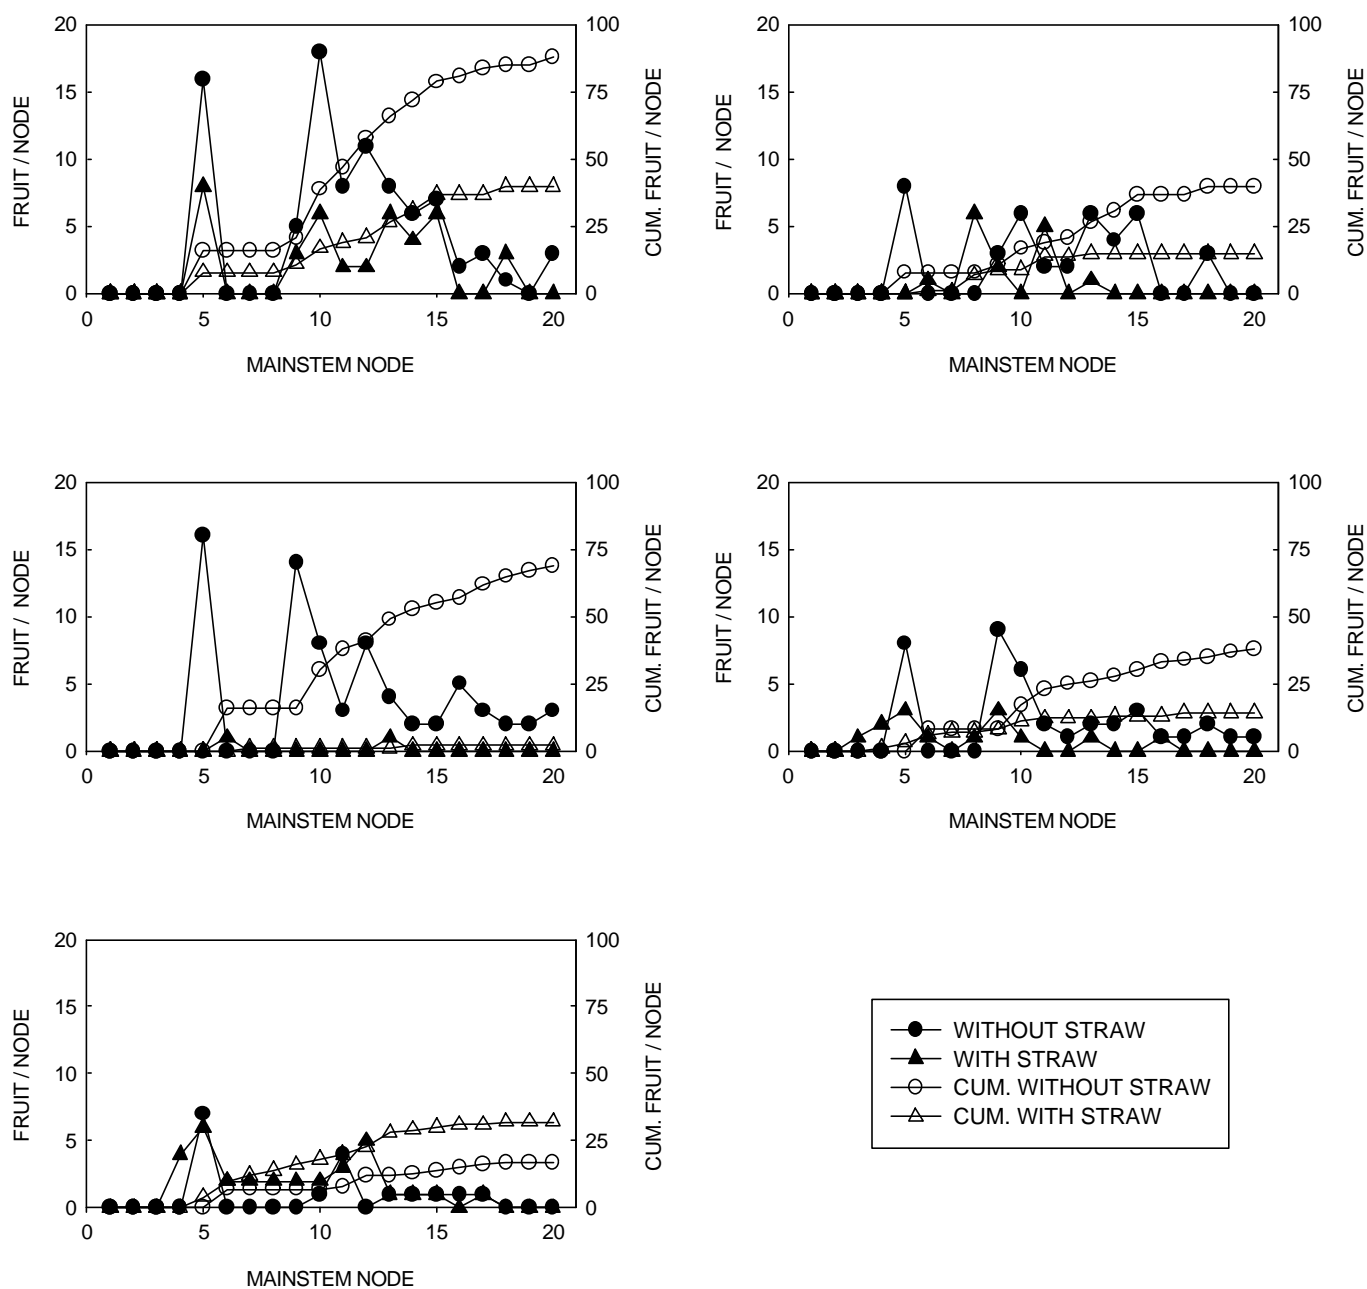 20
15
10
5
0
FRUIT / NODE
100
75
50
25
0
CUM. FRUIT / NODE
0 5 10 15 20
MAINSTEM NODE
20
15
10
5
0
FRUIT / NODE
100
75
50
25
0
CUM. FRUIT / NODE
0 5 10 15 20
MAINSTEM NODE
20
15
10
5
0
FRUIT / NODE
100
75
50
25
0
CUM. FRUIT / NODE
0 5 10 15 20
MAINSTEM NODE
20
15
10
5
0
FRUIT / NODE
100
75
50
25
0
CUM. FRUIT / NODE
0 5 10 15 20
MAINSTEM NODE
20
15
10
5
0
FRUIT / NODE
100
75
50
25
0
CUM. FRUIT / NODE
0 5 10 15 20
MAINSTEM NODE
WITHOUT STRAW
WITH STRAW
CUM. WITHOUT STRAW
CUM. WITH STRAW